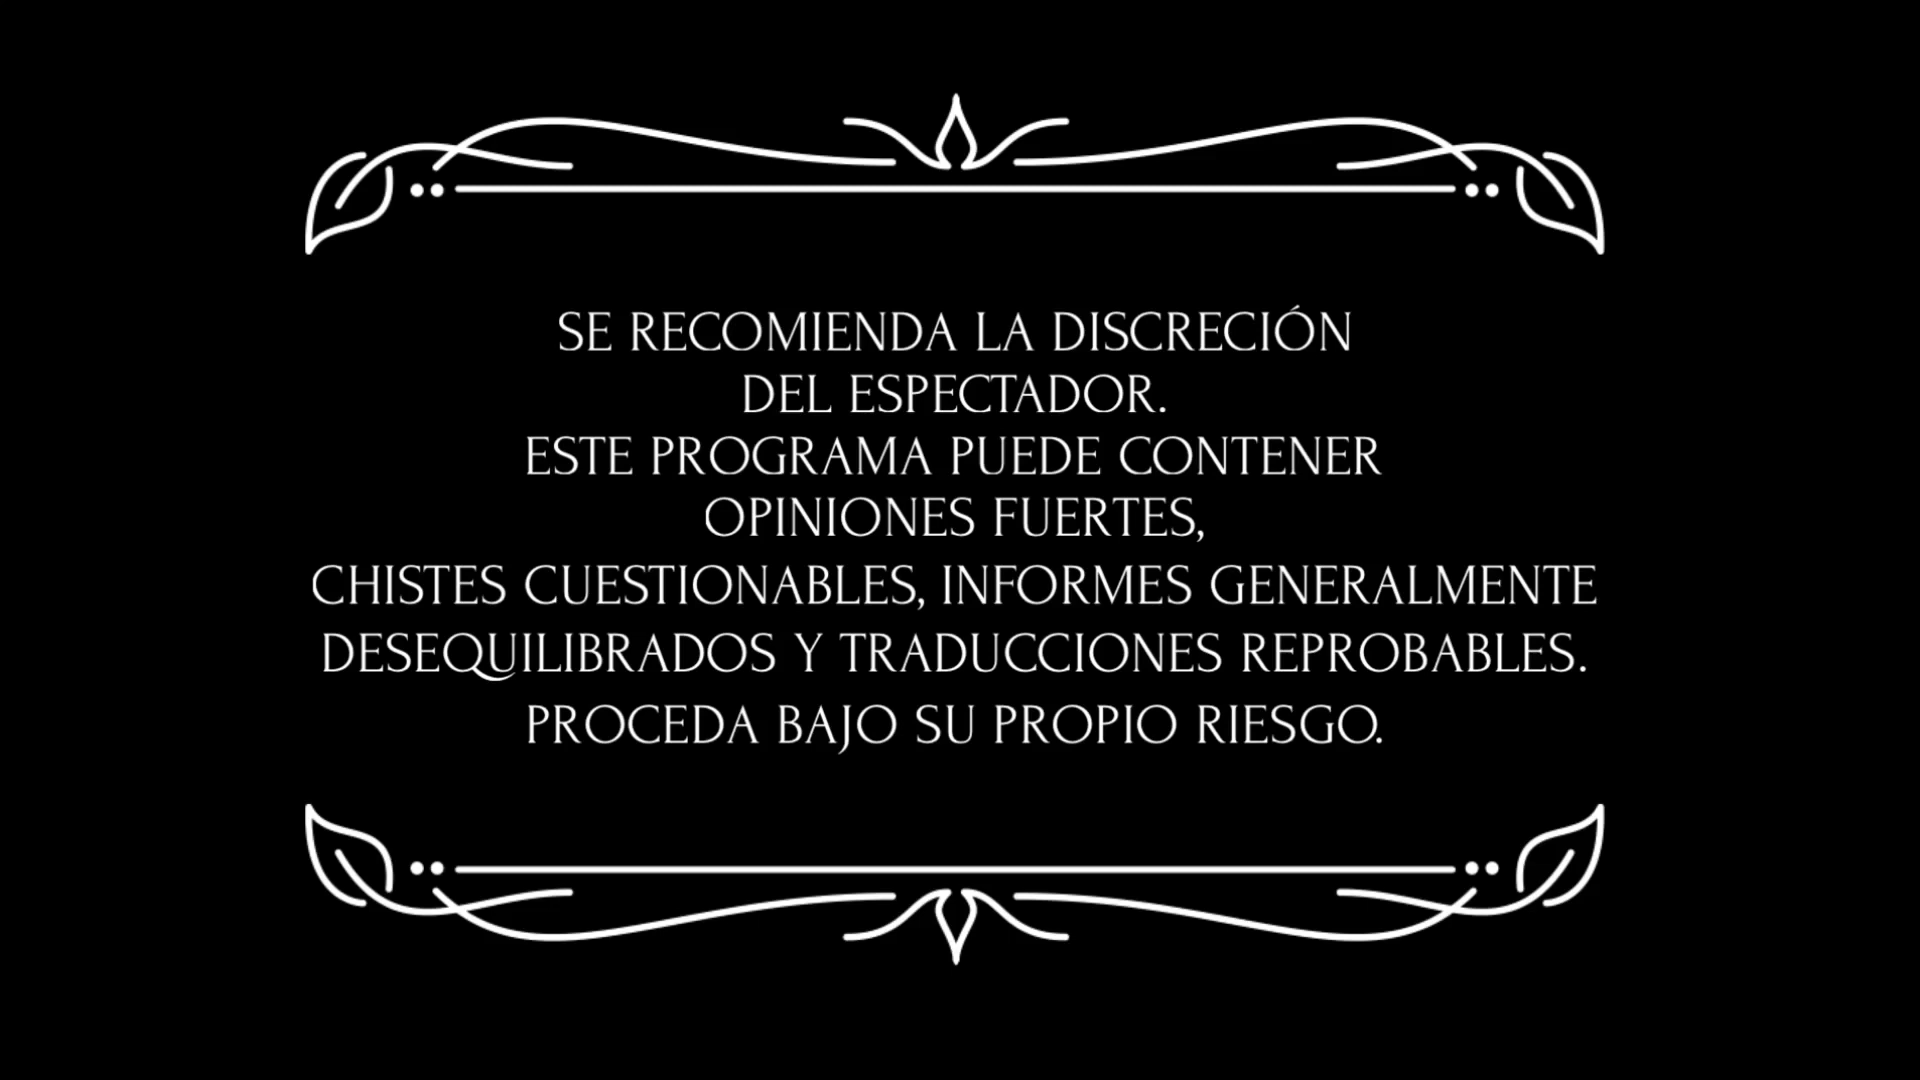 SE RECOMIENDA LA DISCRECIÓN
DEL ESPECTADOR.
ESTE PROGRAMA PUEDE CONTENER
OPINIONES FUERTES,
CHISTES CUESTIONABLES, INFORMES GENERALMENTE
DESEQUILIBRADOS Y TRADUCCIONES REPROBABLES.
PROCEDA BAJO SU PROPIO RIESGO.